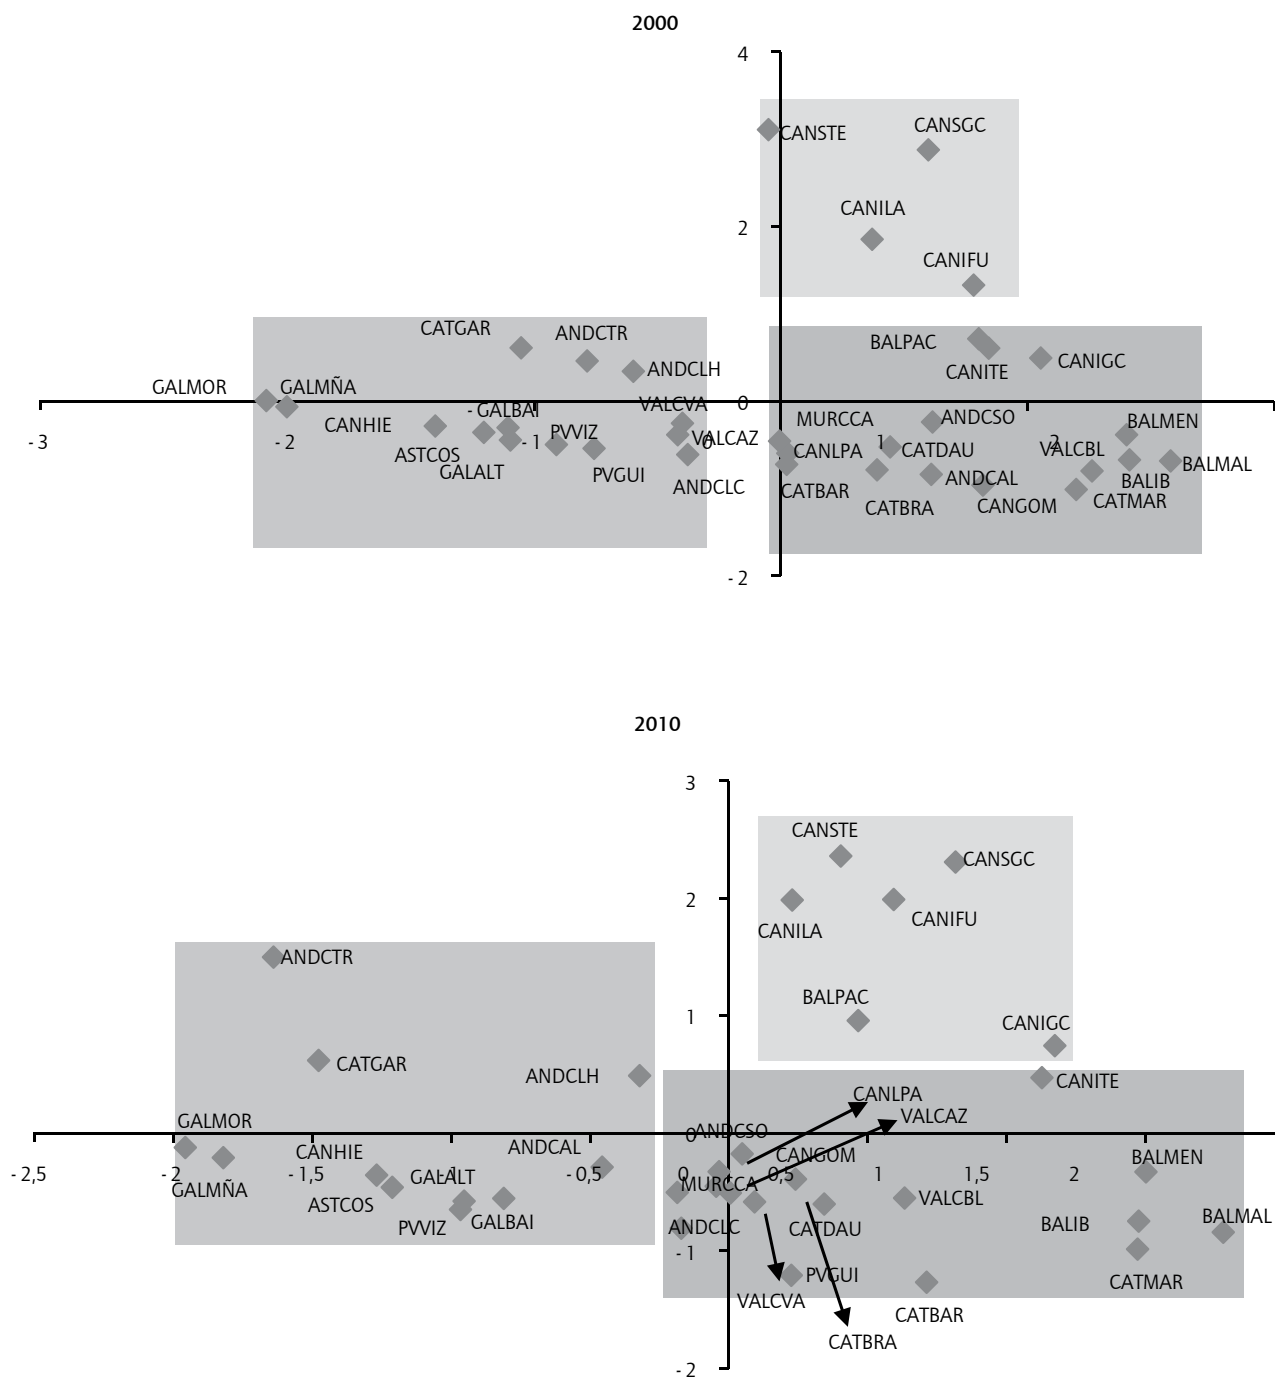 2000
4
CANSTE
CANSGC
CANILA
2
CANIFU
CATGAR
ANDCTR
BALPAC
CANIGC
ANDCLH
CANITE
GALMOR
GALMÑA
VALCVA
0
- GALBAI
MURCCA
ANDCSO
BALMEN
CANHIE
PVVIZ
- 3
- 2
- 1
0
VALCAZ
1
2
ASTCOS
CANLPA
CATDAU
VALCBL
BALMAL
GALALT
PVGUI
ANDCAL
BALIB
ANDCLC
CATBAR
CATBRA
CANGOM
CATMAR
- 2
2010
3
CANSTE
CANSGC
2
CANIFU
CANILA
ANDCTR
BALPAC
1
CANIGC
CATGAR
ANDCLH
CANITE
CANLPA
GALMOR
VALCAZ
0
ANDCSO
CANHIE
ANDCAL
CANGOM
BALMEN
- 2,5
- 2
- 1,5
- 1
- 0,5
0
0,5
1
1,5
2
GALMÑA
GALALT
MURCCA
VALCBL
ASTCOS
GALBAI
PVVIZ
ANDCLC
CATDAU
BALIB
BALMAL
- 1
PVGUI
CATMAR
VALCVA
CATBAR
CATBRA
- 2